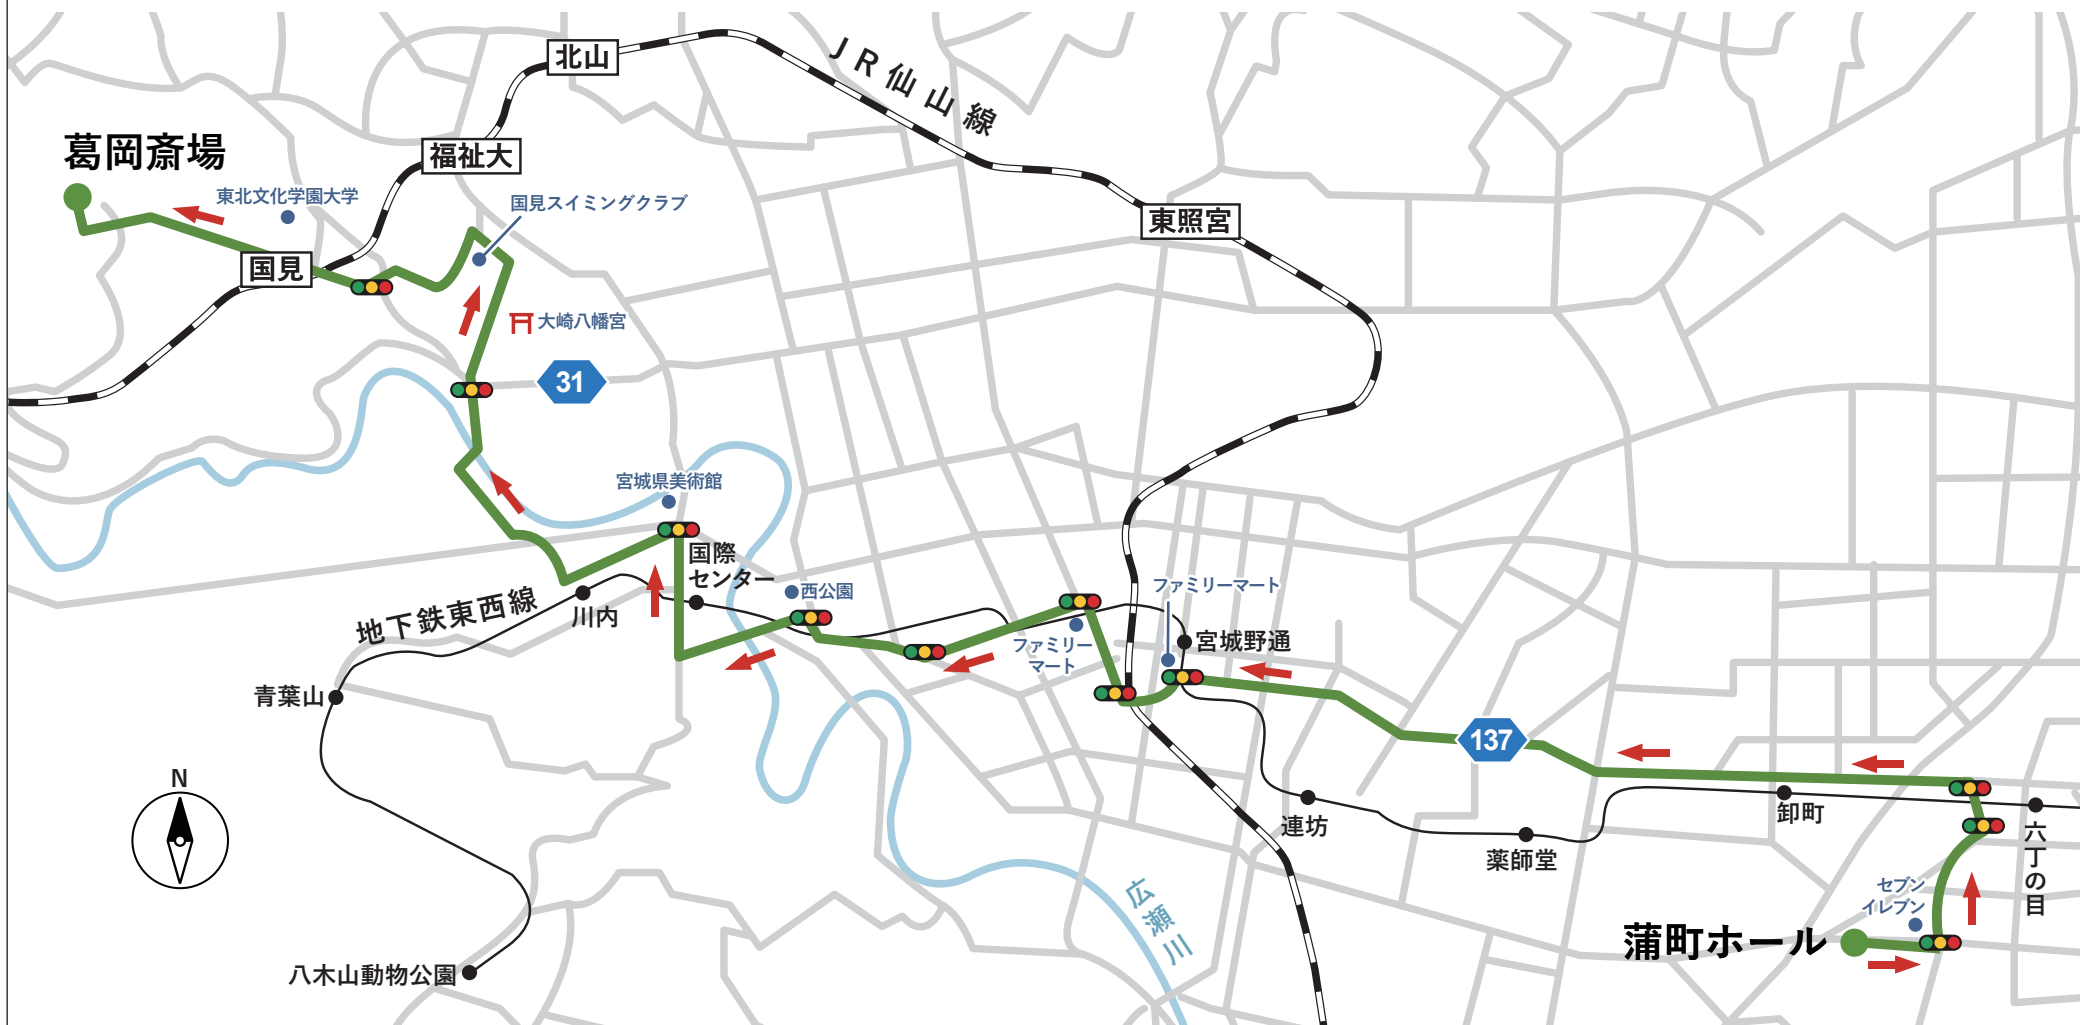 北山
JR仙山線
葛岡斎場
福祉大
東北文化学園大学
国見スイミングクラブ
東照宮
国見
大崎八幡宮
31
宮城県美術館
国際
センター
西公園
ファミリーマート
地下鉄東西線
川内
ファミリー
マート
宮城野通
青葉山
137
N
連坊
卸町
薬師堂
六丁の目
セブン
イレブン
広瀬川
蒲町ホール
八木山動物公園